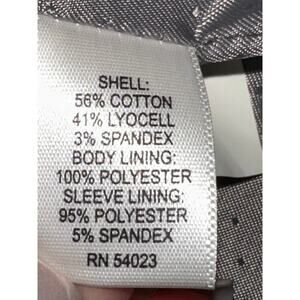 SHELL:
56% COTTON
41% LYOCELL
3% SPANDEX
BODY LINING:
100% POLYESTER
SLEEVE LINING:
95% POLYESTER
5% SPANDEX
RN 54023